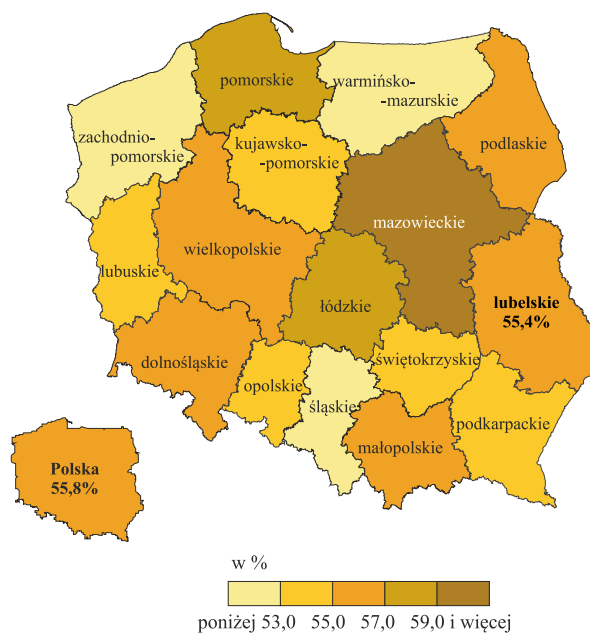 pomorskie
warmińsko-
-mazurskie
zachodnio-
pomorskie
kujawsko-
-pomorskie
podlaskie
mazowieckie
wielkopolskie
lubuskie
łódzkie
lubelskie
55,4%
dolnośląskie
opolskie
śląskie
świętokrzyskie
małopolskie
podkarpackie
Polska
55,8%
w %
poniżej 53,0 55,0 57,0 59,0 i więcej